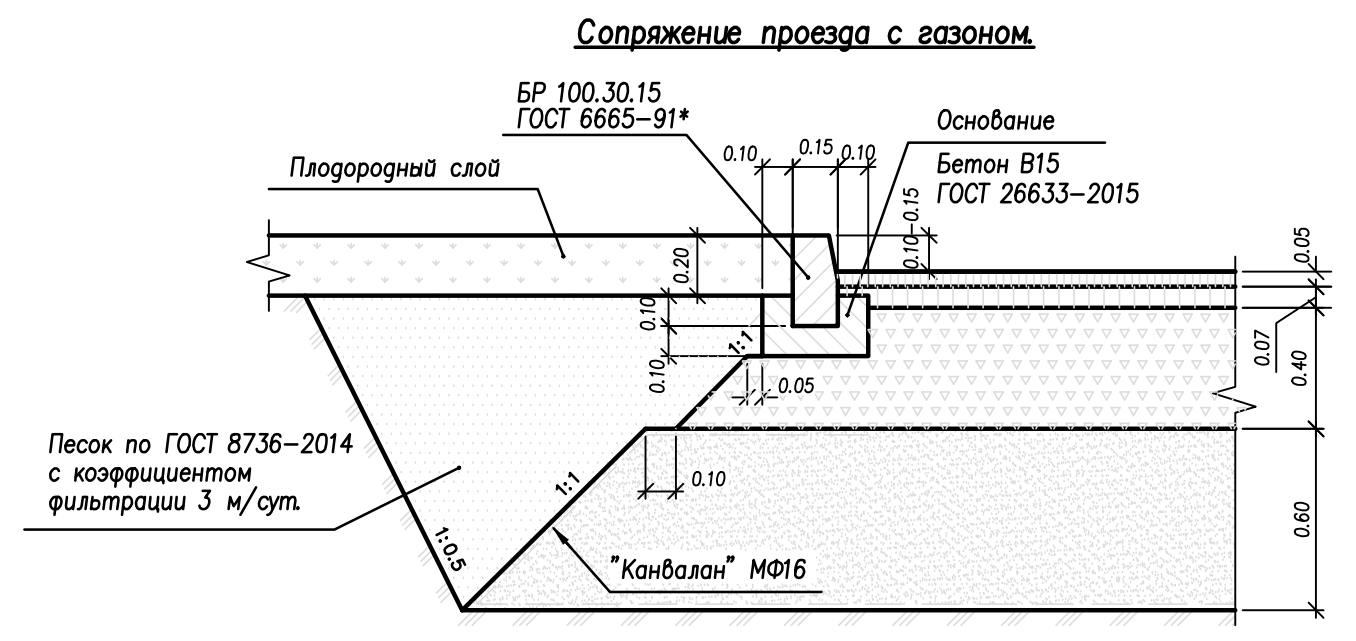 Сопряжение проезда с газоном.
БР 100.30.15
ГОСТ 6665-91*
Основание
Бетон В15
ГОСТ 26633-2015
Плодородный слой
0.10
0.15
0.10
0.10-0.15
0.05
0.20
0.10
0.10
1:1
0.05
0.07
0.40
Песок по ГОСТ 8736-2014
с коэффициентом
фильтрации 3 м/сут.
1:1
0.10
0.60
1:0.5
"Канвалан" МФ16